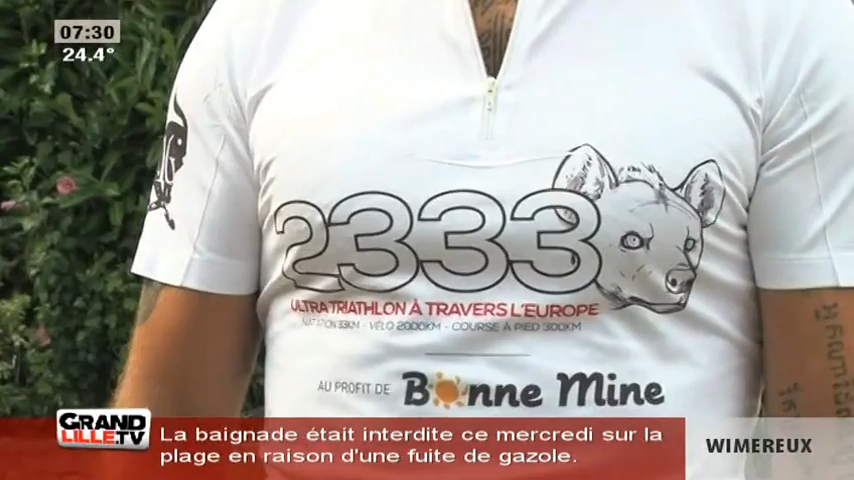 07:30
24.4°
2333
ULTRA TRIATHLON À TRAVERS L'EUROPE
NATATION 33KM - VÉLO 2000KM - COURSE À PIED 300KM
AU PROFIT DE Bonne Mine
GRAND
LILLE.TV
La baignade était interdite ce mercredi sur la
plage en raison d'une fuite de gazole.
WIMEREUX